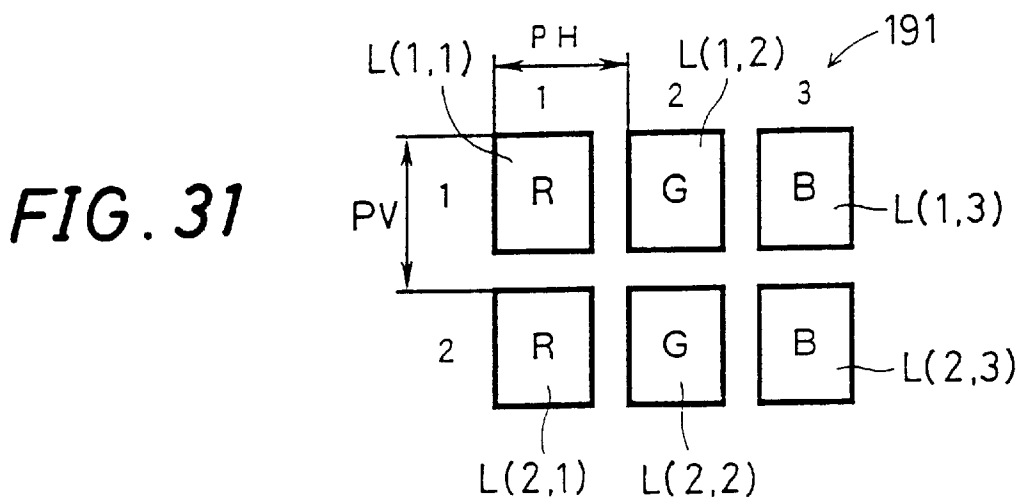 FIG. 31
191
PH
L(1,1)
L(1,2)
1 2 3
PV
1 R G B
L(1,3)
2 R G B
L(2,3)
L(2,1) L(2,2)